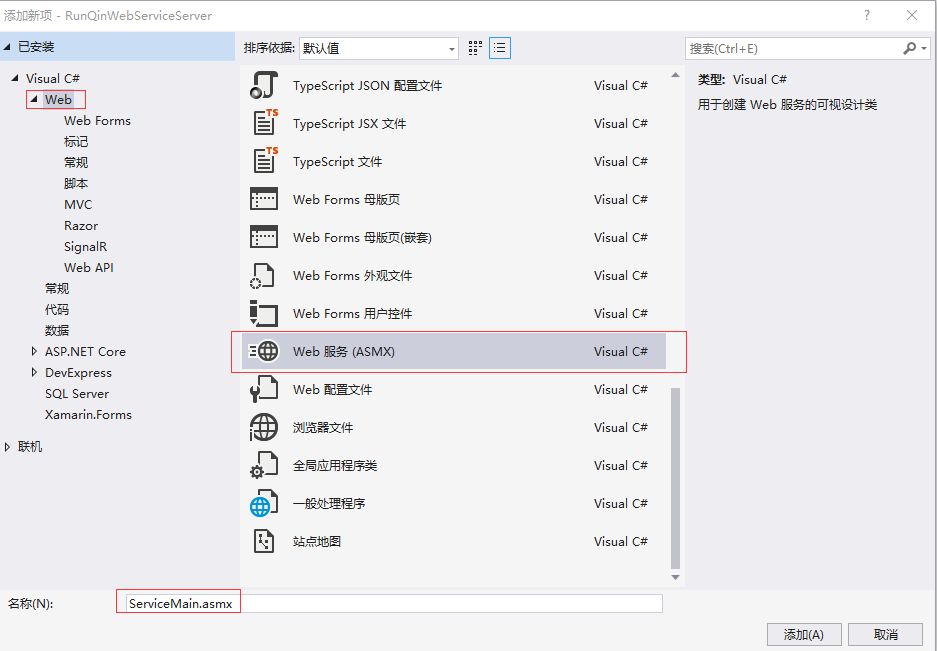 添加新项 - RunQinWebServiceServer
?
已安装
排序依据: 默认值
搜索(Ctrl+E)
Visual C#
Web
Web Forms
标记
常规
脚本
MVC
Razor
SignalR
Web API
常规
代码
数据
ASP.NET Core
DevExpress
SQL Server
Xamarin.Forms
联机
TypeScript JSON 配置文件 Visual C#
TS TypeScript JSX 文件 Visual C#
TS TypeScript 文件 Visual C#
Web Forms 母版页 Visual C#
Web Forms 母版页(嵌套) Visual C#
Web Forms 外观文件 Visual C#
Web Forms 用户控件 Visual C#
Web 服务 (ASMX) Visual C#
Web 配置文件 Visual C#
浏览器文件 Visual C#
全局应用程序类 Visual C#
一般处理程序 Visual C#
站点地图 Visual C#
类型: Visual C#
用于创建 Web 服务的可视设计类
名称(N): ServiceMain.asmx
添加(A) 取消